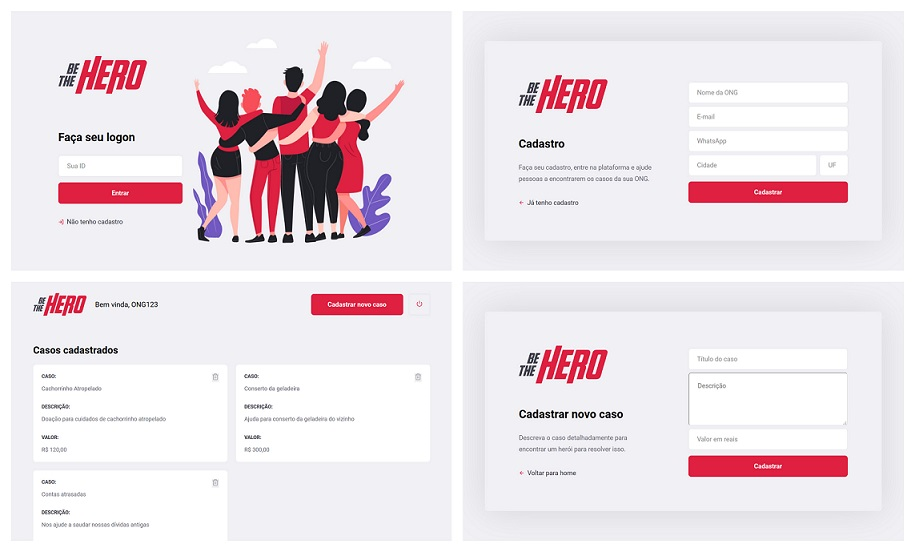 BE
THE HERO
Faça seu logon
Sua ID
Entrar
Não tenho cadastro
BE
THE HERO
Cadastro
Faça seu cadastro, entre na plataforma e ajude
pessoas a encontrarem os casos da sua ONG.
Já tenho cadastro
Nome da ONG
E-mail
WhatsApp
Cidade
UF
Cadastrar
BE
THE HERO
Bem vinda, ONG123
Cadastrar novo caso
Casos cadastrados
CASO:
Cachorrinho Atropelado
DESCRIÇÃO:
Doação para cuidados de cachorrinho atropelado
VALOR:
R$ 120,00
CASO:
Conserto da geladeira
DESCRIÇÃO:
Ajuda para conserto da geladeira do vizinho
VALOR:
R$ 300,00
CASO:
Contas atrasadas
DESCRIÇÃO:
Nos ajude a saudar nossas dividas antigas
BE
THE HERO
Cadastrar novo caso
Descreva o caso detalhadamente para
encontrar um herói para resolver isso.
Voltar para home
Título do caso
Descrição
Valor em reais
Cadastrar